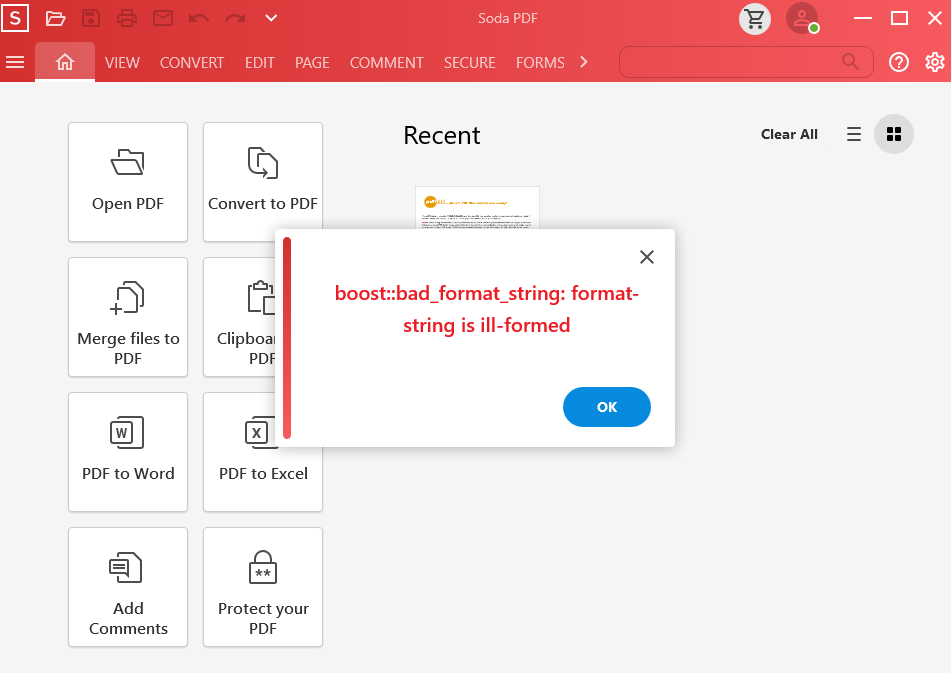 S
Soda PDF
VIEW CONVERT EDIT PAGE COMMENT SECURE FORMS
Recent
Clear All
Open PDF
Convert to PDF
boost::bad_format_string: format-
string is ill-formed
OK
Merge files to
PDF
PDF
W
PDF to Word
X
PDF to Excel
Add
Comments
**
Protect your
PDF